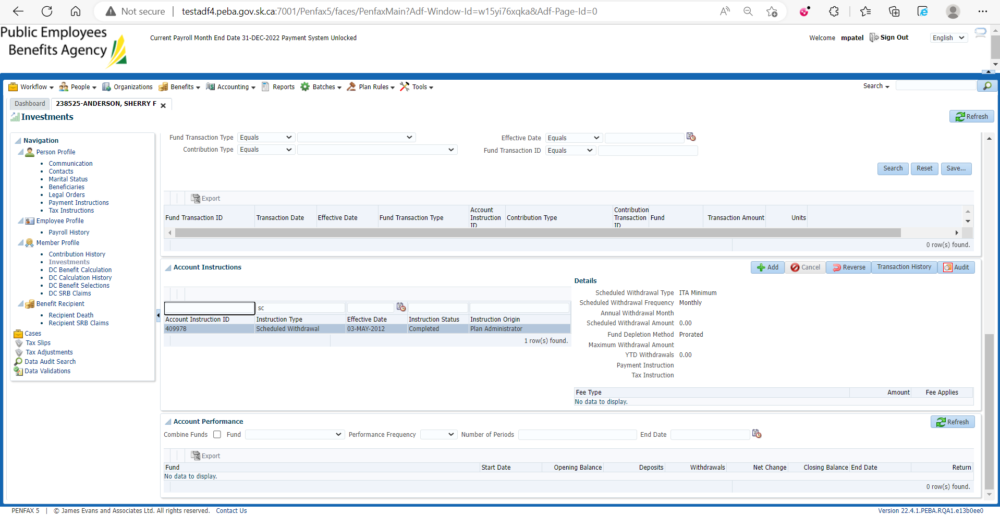 Not secure | testadf4.peba.gov.sk.ca:7001/Penfax5/faces/PenfaxMain?Adf-Window-Id=w15yi76xqka&Adf-Page-Id=0
Public Employees
Benefits Agency
Current Payroll Month End Date 31-DEC-2022 Payment System Unlocked
Welcome mpatel Sign Out English
Workflow People Organizations Benefits Accounting Reports Batches Plan Rules Tools Search
Dashboard 238525-ANDERSON, SHERRY F
Investments Refresh
Navigation
Person Profile
Communication
Contacts
Marital Status
Beneficiaries
Legal Orders
Payment Instructions
Tax Instructions
Employee Profile
Payroll History
Member Profile
Contribution History
Investments
DC Benefit Calculation
DC Calculation History
DC Benefit Selections
DC SRB Claims
Benefit Recipient
Recipient Death
Recipient SRB Claims
Cases
Tax Slips
Tax Adjustments
Data Audit Search
Data Validations
Fund Transaction Type Equals Effective Date Equals
Contribution Type Equals Fund Transaction ID Equals
Search Reset Save...
Export
Fund Transaction ID Transaction Date Effective Date Fund Transaction Type Account Instruction ID Contribution Type Contribution Transaction ID Fund Transaction Amount Units
0 row(s) found.
Account Instructions Add Cancel Reverse Transaction History Audit
sc
Account Instruction ID Instruction Type Effective Date Instruction Status Instruction Origin
409978 Scheduled Withdrawal 03-MAY-2012 Completed Plan Administrator
1 row(s) found.
Details
Scheduled Withdrawal Type ITA Minimum
Scheduled Withdrawal Frequency Monthly
Annual Withdrawal Month
Scheduled Withdrawal Amount 0.00
Fund Depletion Method Prorated
Maximum Withdrawal Amount
YTD Withdrawals 0.00
Payment Instruction
Tax Instruction
Fee Type Amount Fee Applies
No data to display.
Account Performance Refresh
Combine Funds Fund Performance Frequency Number of Periods End Date
Export
Fund Start Date Opening Balance Deposits Withdrawals Net Change Closing Balance End Date Return
No data to display.
0 row(s) found.
PENFAX 5 | © James Evans and Associates Ltd. All rights reserved. Contact Us
Version 22.4.1.PEBA.RQA1.e13b0ee0